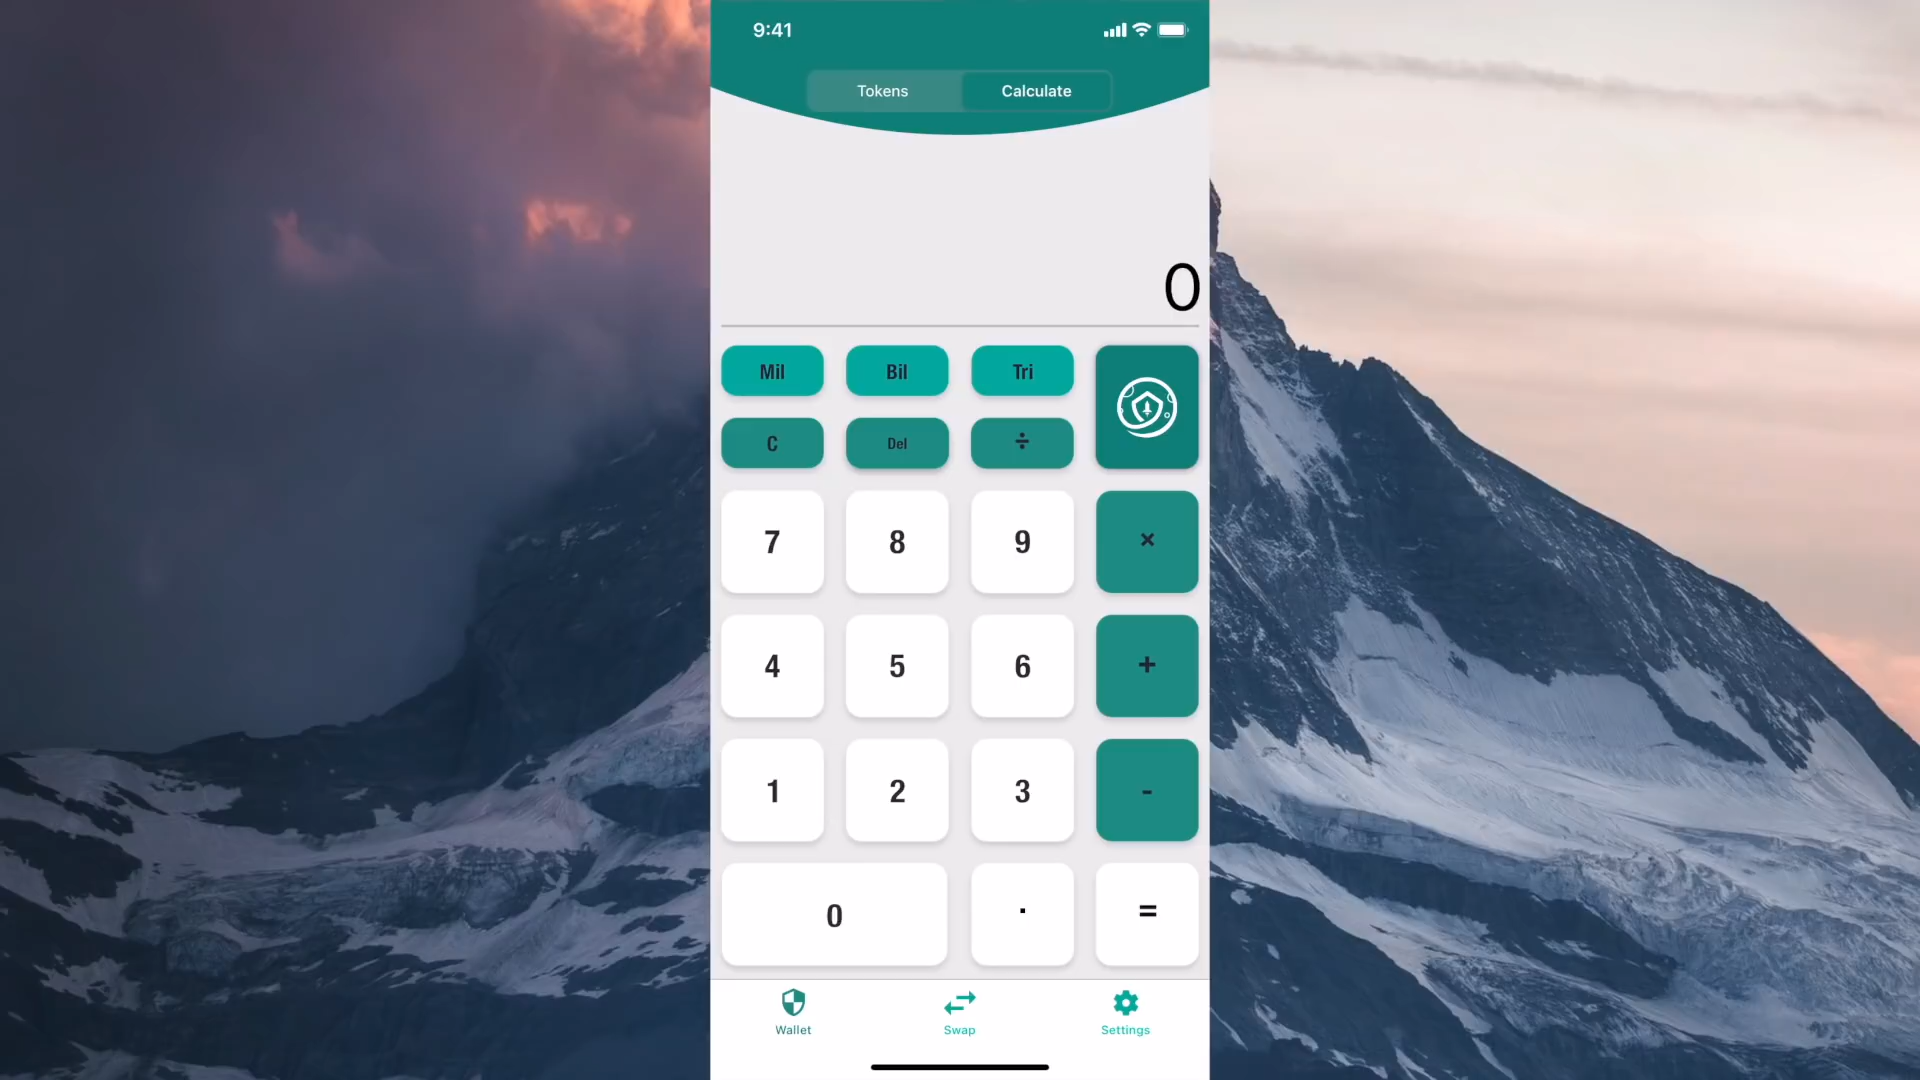 9:41
Tokens Calculate
0
Mil Bil Tri
C Del ÷
7 8 9 ×
4 5 6 +
1 2 3 -
0 . =
Wallet Swap Settings